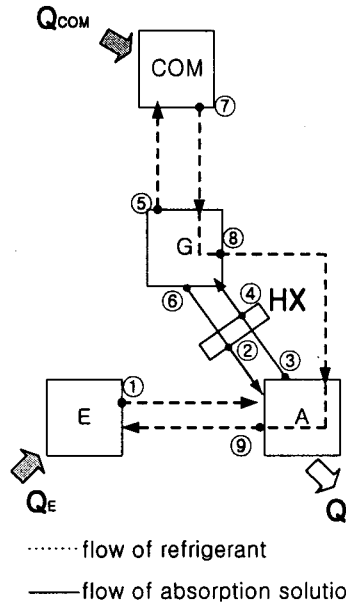 QCOM
COM
⑦
⑤
G
⑧
⑥
④
HX
②
③
①
E
A
⑨
QE
Q
flow of refrigerant
flow of absorption solutio